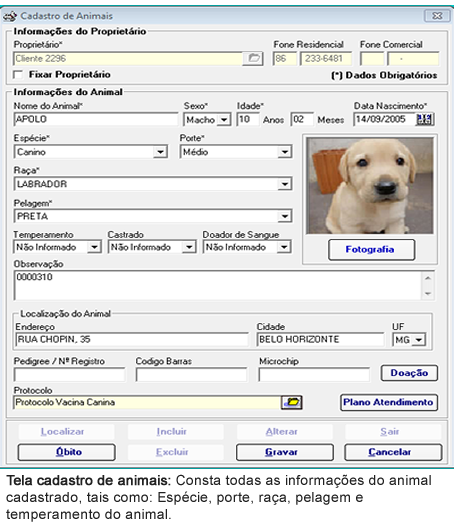 Cadastro de Animais
Informações do Proprietário
Proprietário* Fone Residencial Fone Comercial
Cliente 2296 86 233-6481 -
Fixar Proprietário (*) Dados Obrigatórios
Informações do Animal
Nome do Animal* Sexo* Idade* Data Nascimento*
APOLO Macho 10 Anos 02 Meses 14/09/2005
Espécie* Porte*
Canino Médio
Raça*
LABRADOR
Pelagem*
PRETA
Temperamento Castrado Doador de Sangue
Não Informado Não Informado Não Informado
Fotografia
Observação
0000310
Localização do Animal
Endereço Cidade UF
RUA CHOPIN, 35 BELO HORIZONTE MG
Pedigree / Nº Registro Codigo Barras Microchip
Doação
Protocolo
Protocolo Vacina Canina Plano Atendimento
Localizar Incluir Alterar Sair
Óbito Excluir Gravar Cancelar
Tela cadastro de animais: Consta todas as informações do animal
cadastrado, tais como: Espécie, porte, raça, pelagem e
temperamento do animal.